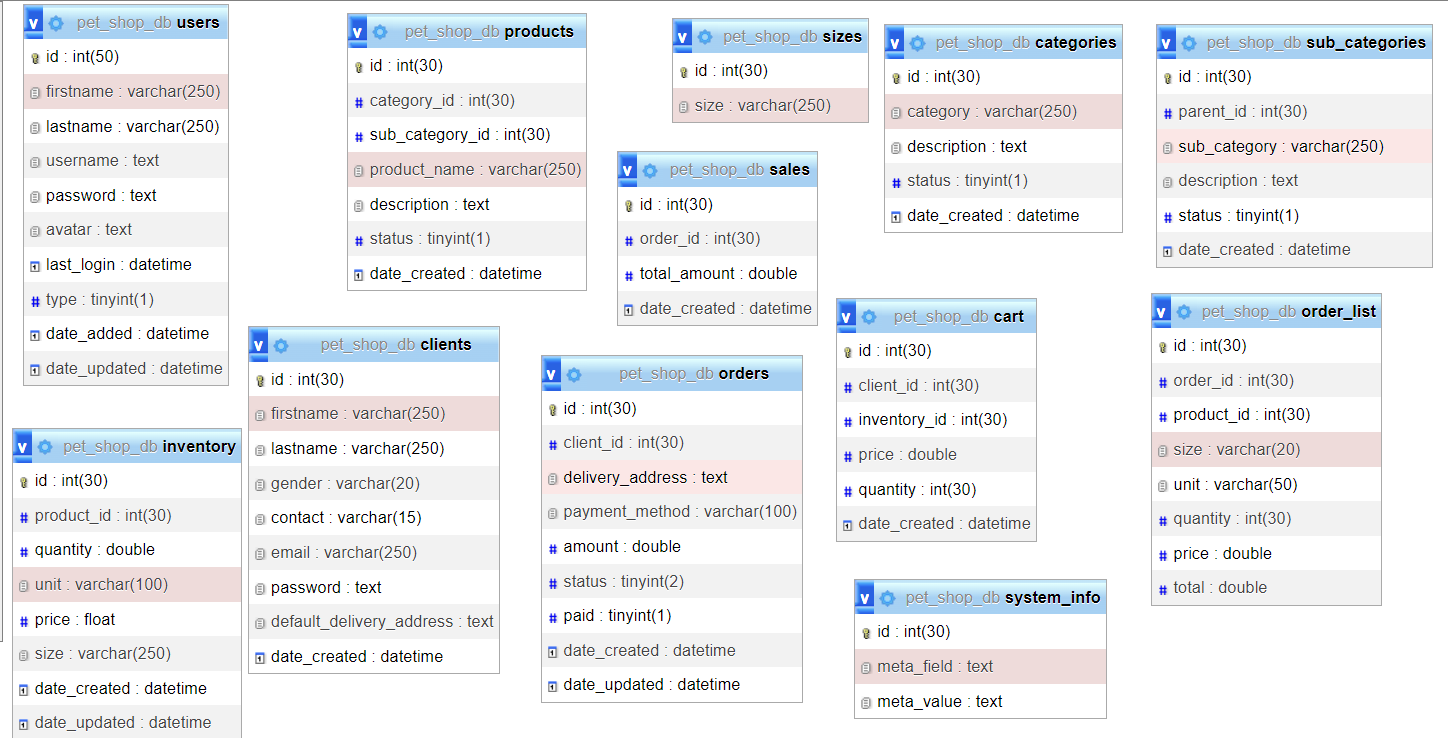 pet_shop_db users
id : int(50)
firstname : varchar(250)
lastname : varchar(250)
username : text
password : text
avatar : text
last_login : datetime
type : tinyint(1)
date_added : datetime
date_updated : datetime
pet_shop_db products
id : int(30)
category_id : int(30)
sub_category_id : int(30)
product_name : varchar(250)
description : text
status : tinyint(1)
date_created : datetime
pet_shop_db sizes
id : int(30)
size : varchar(250)
pet_shop_db categories
id : int(30)
category : varchar(250)
description : text
status : tinyint(1)
date_created : datetime
pet_shop_db sub_categories
id : int(30)
parent_id : int(30)
sub_category : varchar(250)
description : text
status : tinyint(1)
date_created : datetime
pet_shop_db sales
id : int(30)
order_id : int(30)
total_amount : double
date_created : datetime
pet_shop_db inventory
id : int(30)
product_id : int(30)
quantity : double
unit : varchar(100)
price : float
size : varchar(250)
date_created : datetime
date_updated : datetime
pet_shop_db clients
id : int(30)
firstname : varchar(250)
lastname : varchar(250)
gender : varchar(20)
contact : varchar(15)
email : varchar(250)
password : text
default_delivery_address : text
date_created : datetime
pet_shop_db orders
id : int(30)
client_id : int(30)
delivery_address : text
payment_method : varchar(100)
amount : double
status : tinyint(2)
paid : tinyint(1)
date_created : datetime
date_updated : datetime
pet_shop_db cart
id : int(30)
client_id : int(30)
inventory_id : int(30)
price : double
quantity : int(30)
date_created : datetime
pet_shop_db order_list
id : int(30)
order_id : int(30)
product_id : int(30)
size : varchar(20)
unit : varchar(50)
quantity : int(30)
price : double
total : double
pet_shop_db system_info
id : int(30)
meta_field : text
meta_value : text